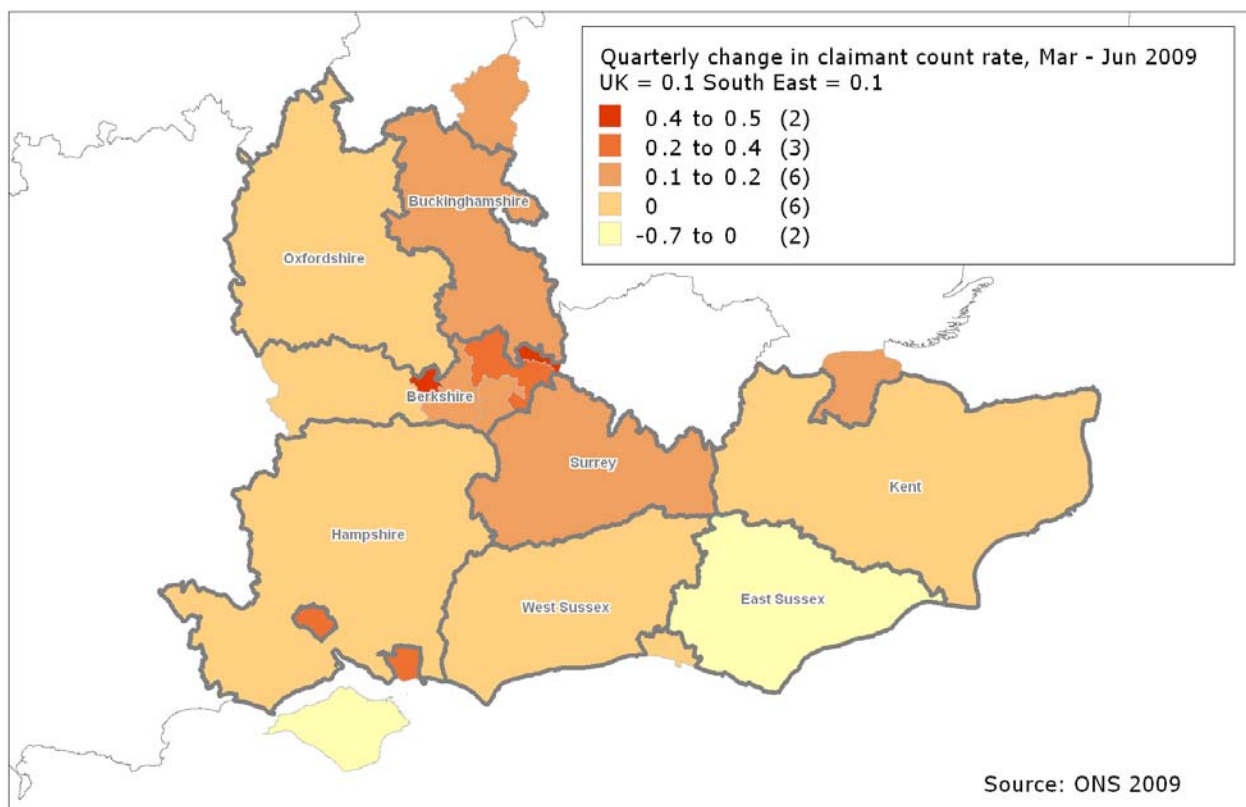 Quarterly change in claimant count rate, Mar - Jun 2009
UK = 0.1 South East = 0.1
0.4 to 0.5 (2)
0.2 to 0.4 (3)
0.1 to 0.2 (6)
0 (6)
-0.7 to 0 (2)
Buckinghamshire
Oxfordshire
Berkshire
Surrey
Kent
Hampshire
West Sussex
East Sussex
Source: ONS 2009